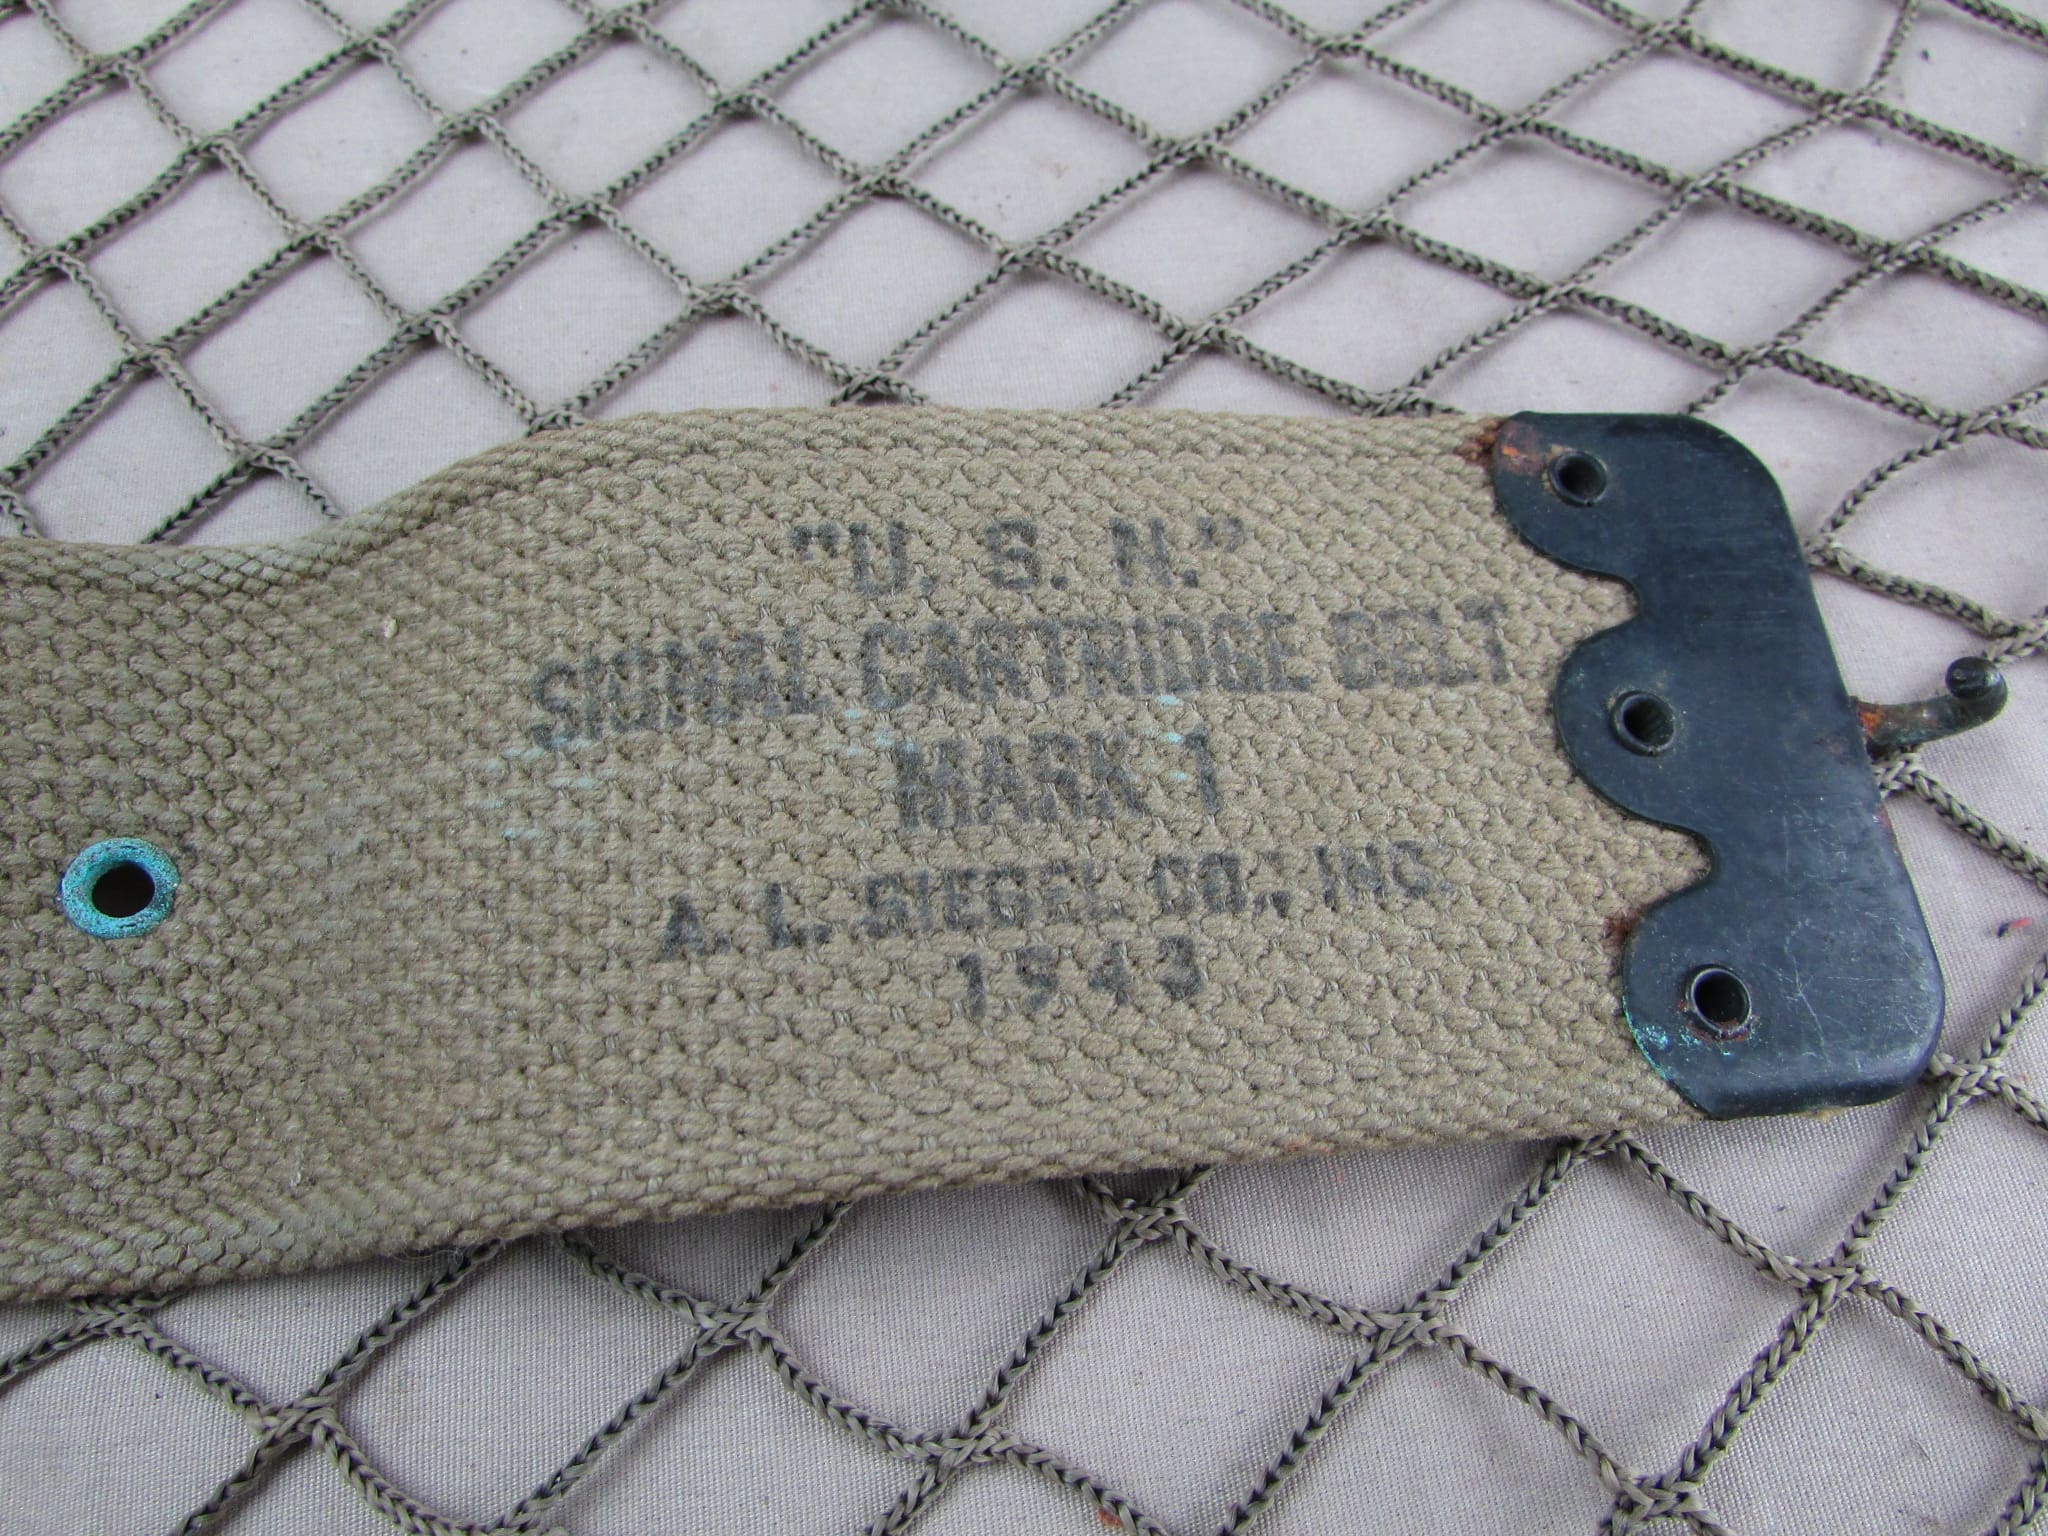 "U. S. N."
SIGNAL CARTRIDGE BELT
MARK 1
A. L. SIEGEL CO., INC.
1943